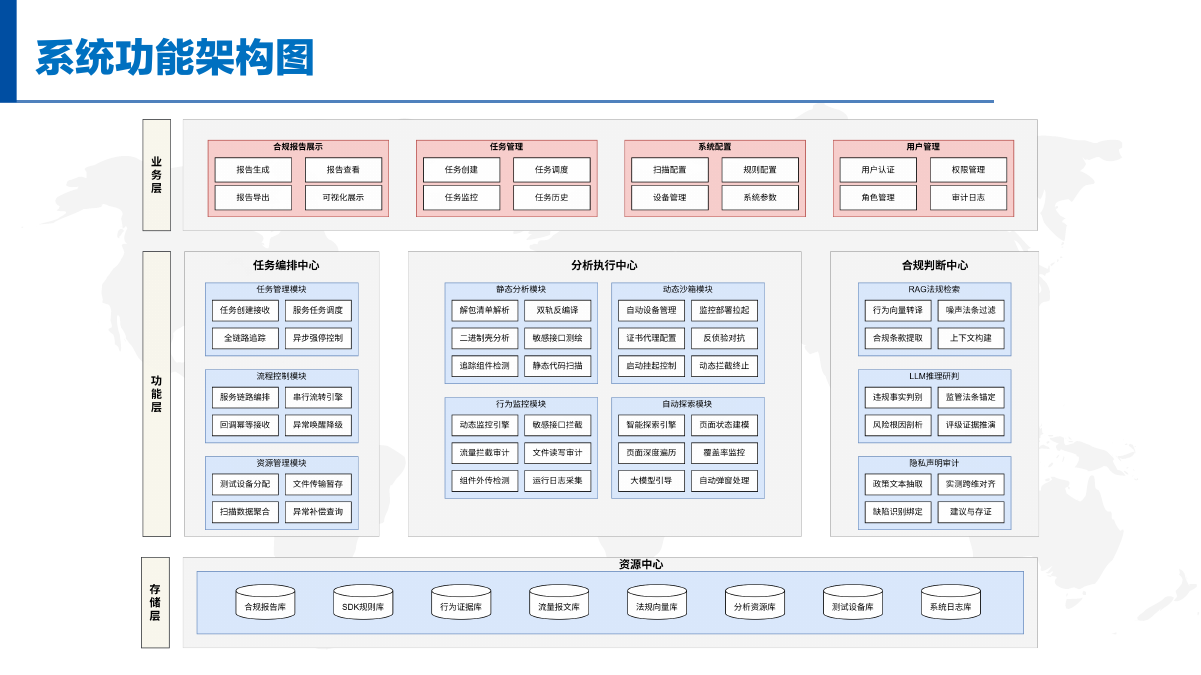 系统功能架构图
业务层
合规报告展示
报告生成
报告查看
报告导出
可视化展示
任务管理
任务创建
任务调度
任务监控
任务历史
系统配置
扫描配置
规则配置
设备管理
系统参数
用户管理
用户认证
权限管理
角色管理
审计日志
功能层
任务编排中心
任务管理模块
任务创建接收
服务任务调度
全链路追踪
异步强停控制
流程控制模块
服务链路编排
串行流转引擎
回调幂等接收
异常唤醒降级
资源管理模块
测试设备分配
文件传输暂存
扫描数据聚合
异常补偿查询
分析执行中心
静态分析模块
解包清单解析
双轨反编译
二进制壳分析
敏感接口测绘
追踪组件检测
静态代码扫描
动态沙箱模块
自动设备管理
监控部署拉起
证书代理配置
反侦验对抗
启动挂起控制
动态拦截终止
行为监控模块
动态监控引擎
敏感接口拦截
流量拦截审计
文件读写审计
组件外传检测
运行日志采集
自动探索模块
智能探索引擎
页面状态建模
页面深度遍历
覆盖率监控
大模型引导
自动弹窗处理
合规判断中心
RAG法规检索
行为向量转译
噪声法条过滤
合规条款提取
上下文构建
LLM推理研判
违规事实判别
监管法条锚定
风险根因剖析
评级证据推演
隐私声明审计
政策文本抽取
实测跨维对齐
缺陷识别绑定
建议与存证
存储层
资源中心
合规报告库
SDK规则库
行为证据库
流量报文库
法规向量库
分析资源库
测试设备库
系统日志库